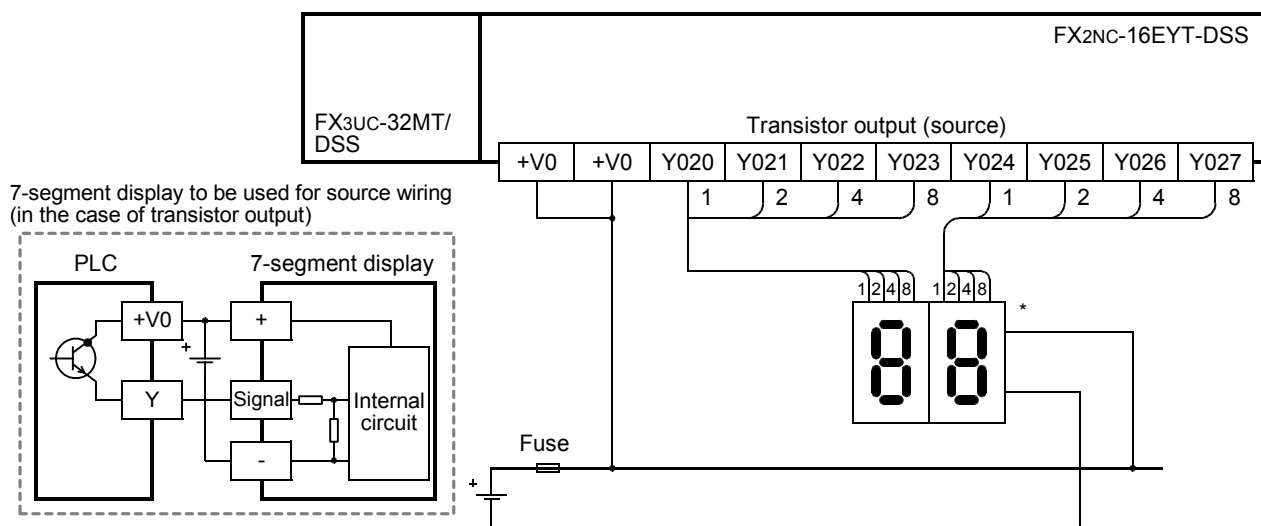 FX2NC-16EYT-DSS
FX3UC-32MT/
DSS
Transistor output (source)
+V0 +V0 Y020 Y021 Y022 Y023 Y024 Y025 Y026 Y027
1 2 4 8 1 2 4 8
7-segment display to be used for source wiring
(in the case of transistor output)
PLC 7-segment display
+V0 +
+
Y Signal Internal
circuit
-
1 2 4 8 1 2 4 8
*
Fuse
+